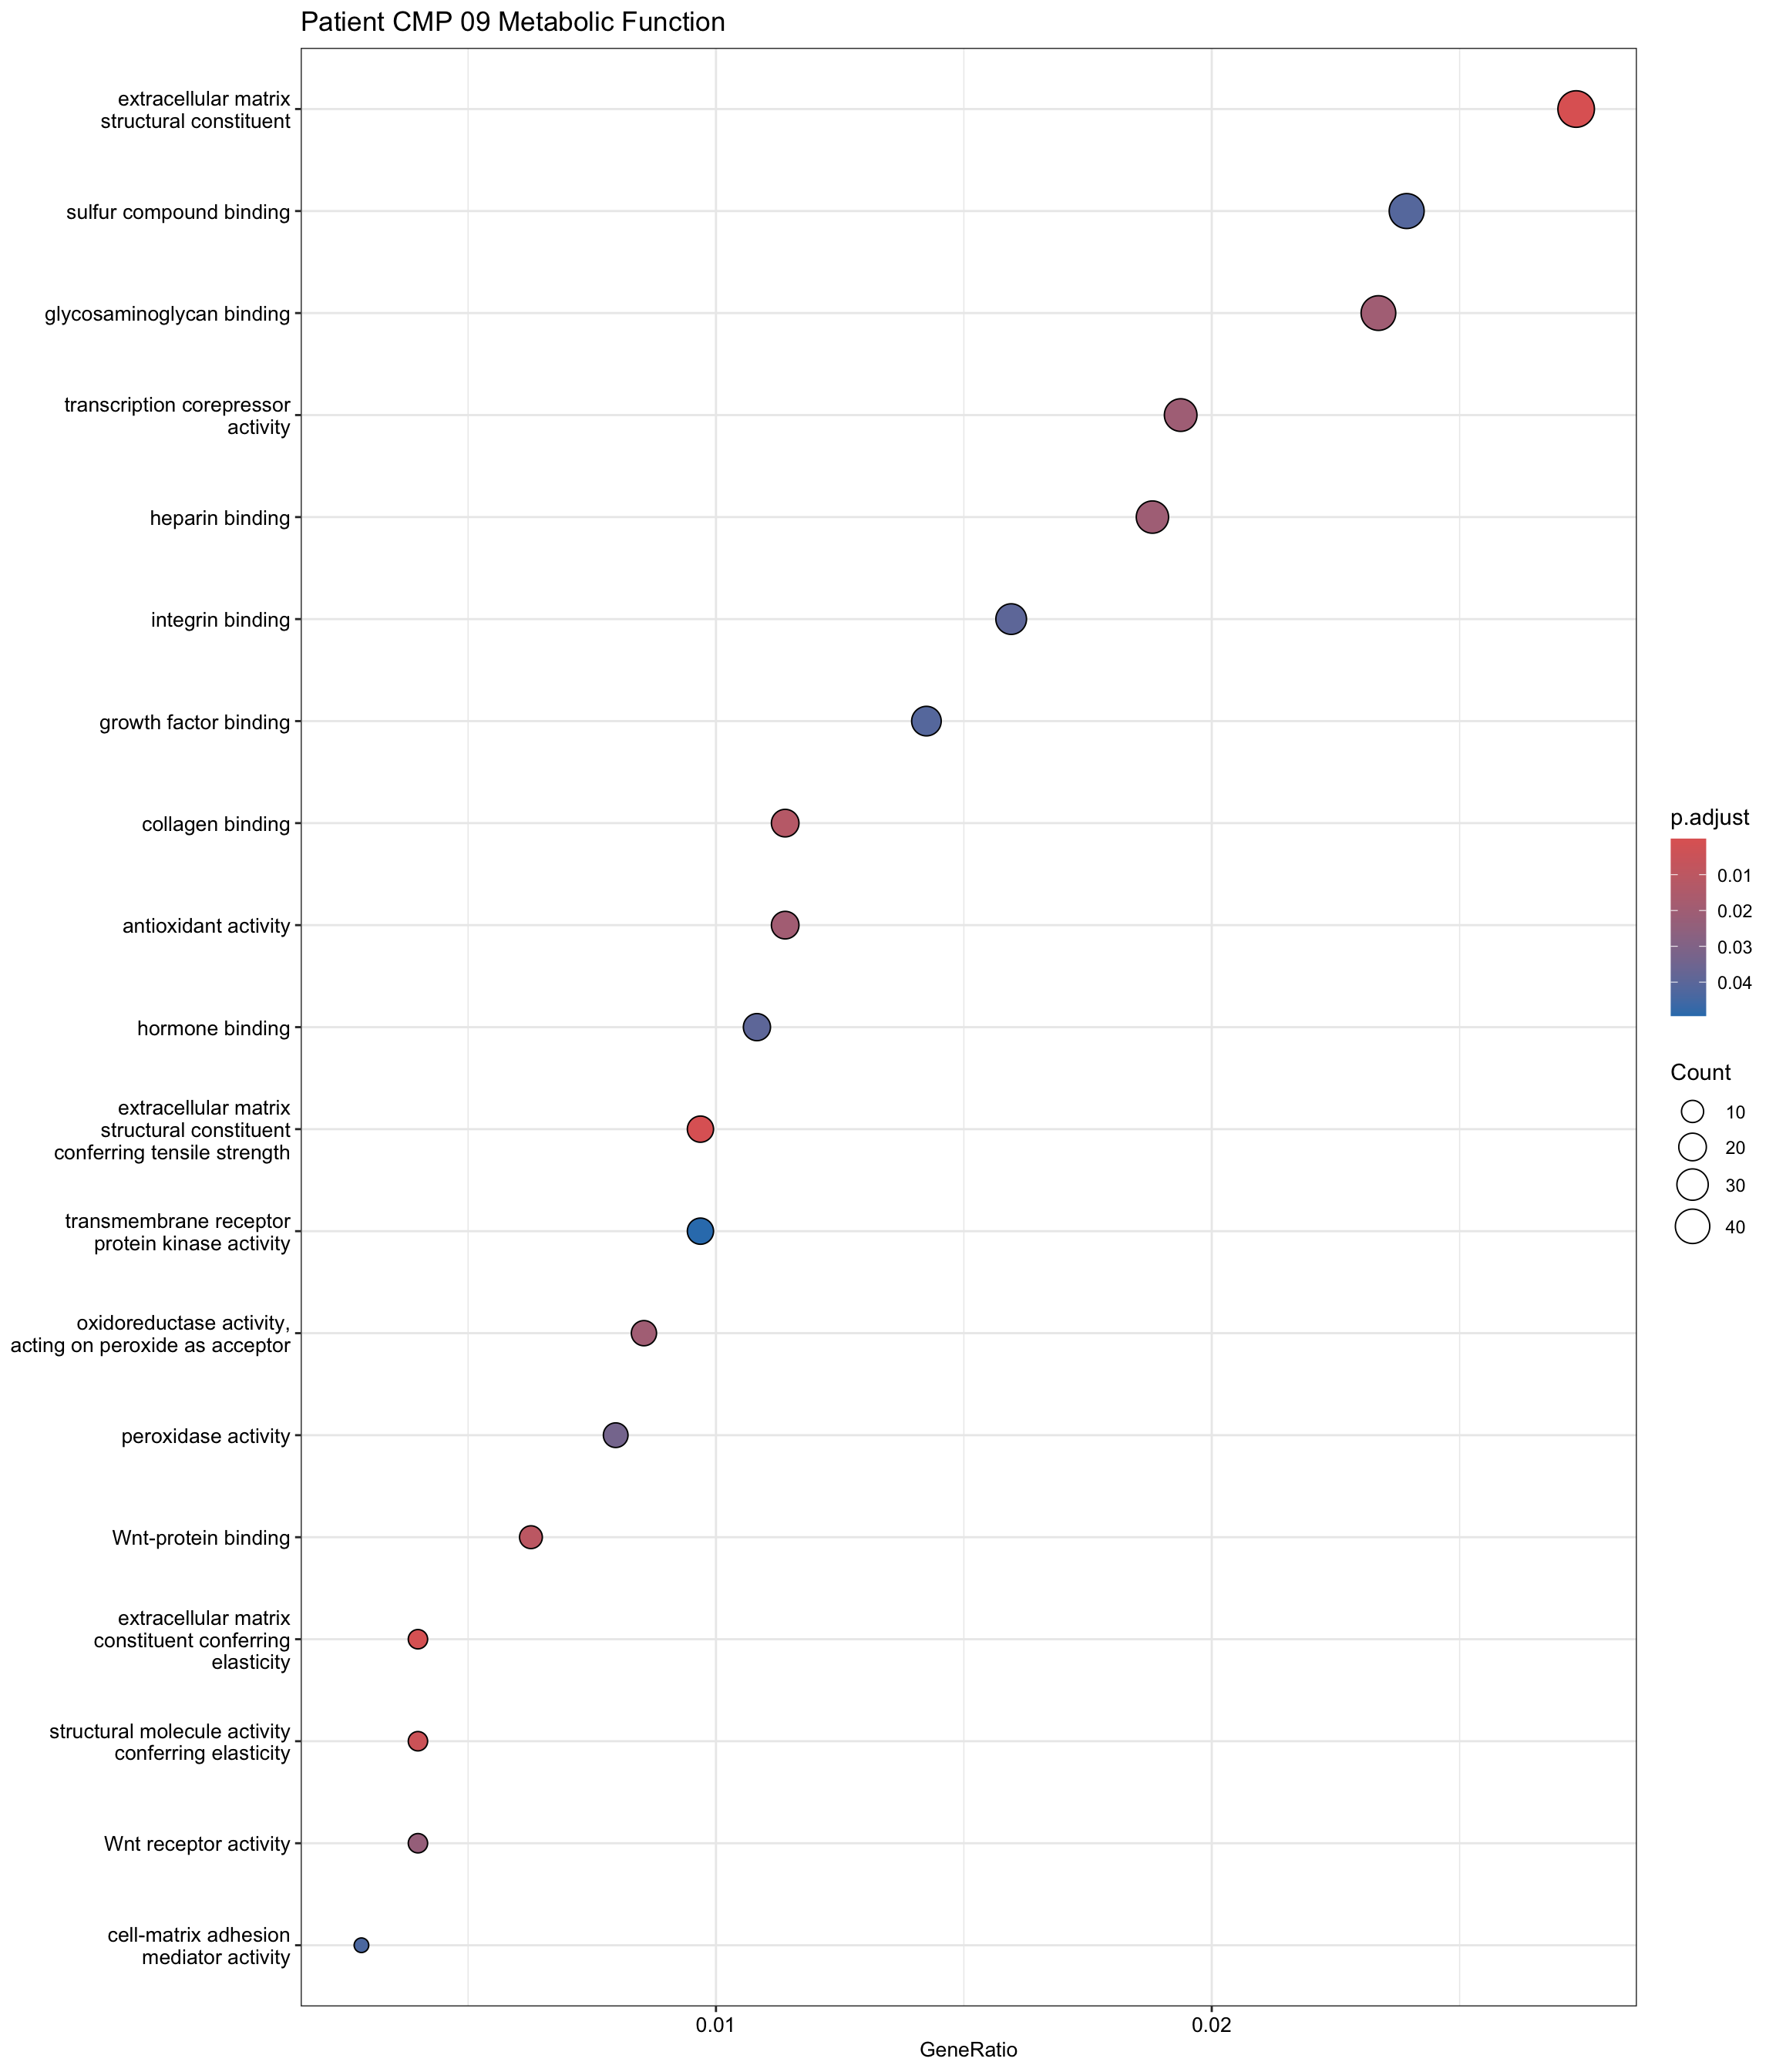 Patient CMP 09 Metabolic Function
extracellular matrix
structural constituent
sulfur compound binding
glycosaminoglycan binding
transcription corepressor
activity
heparin binding
integrin binding
growth factor binding
collagen binding
antioxidant activity
hormone binding
extracellular matrix
structural constituent
conferring tensile strength
transmembrane receptor
protein kinase activity
oxidoreductase activity,
acting on peroxide as acceptor
peroxidase activity
Wnt-protein binding
extracellular matrix
constituent conferring
elasticity
structural molecule activity
conferring elasticity
Wnt receptor activity
cell-matrix adhesion
mediator activity
0.01
0.02
GeneRatio
p.adjust
0.01
0.02
0.03
0.04
Count
10
20
30
40